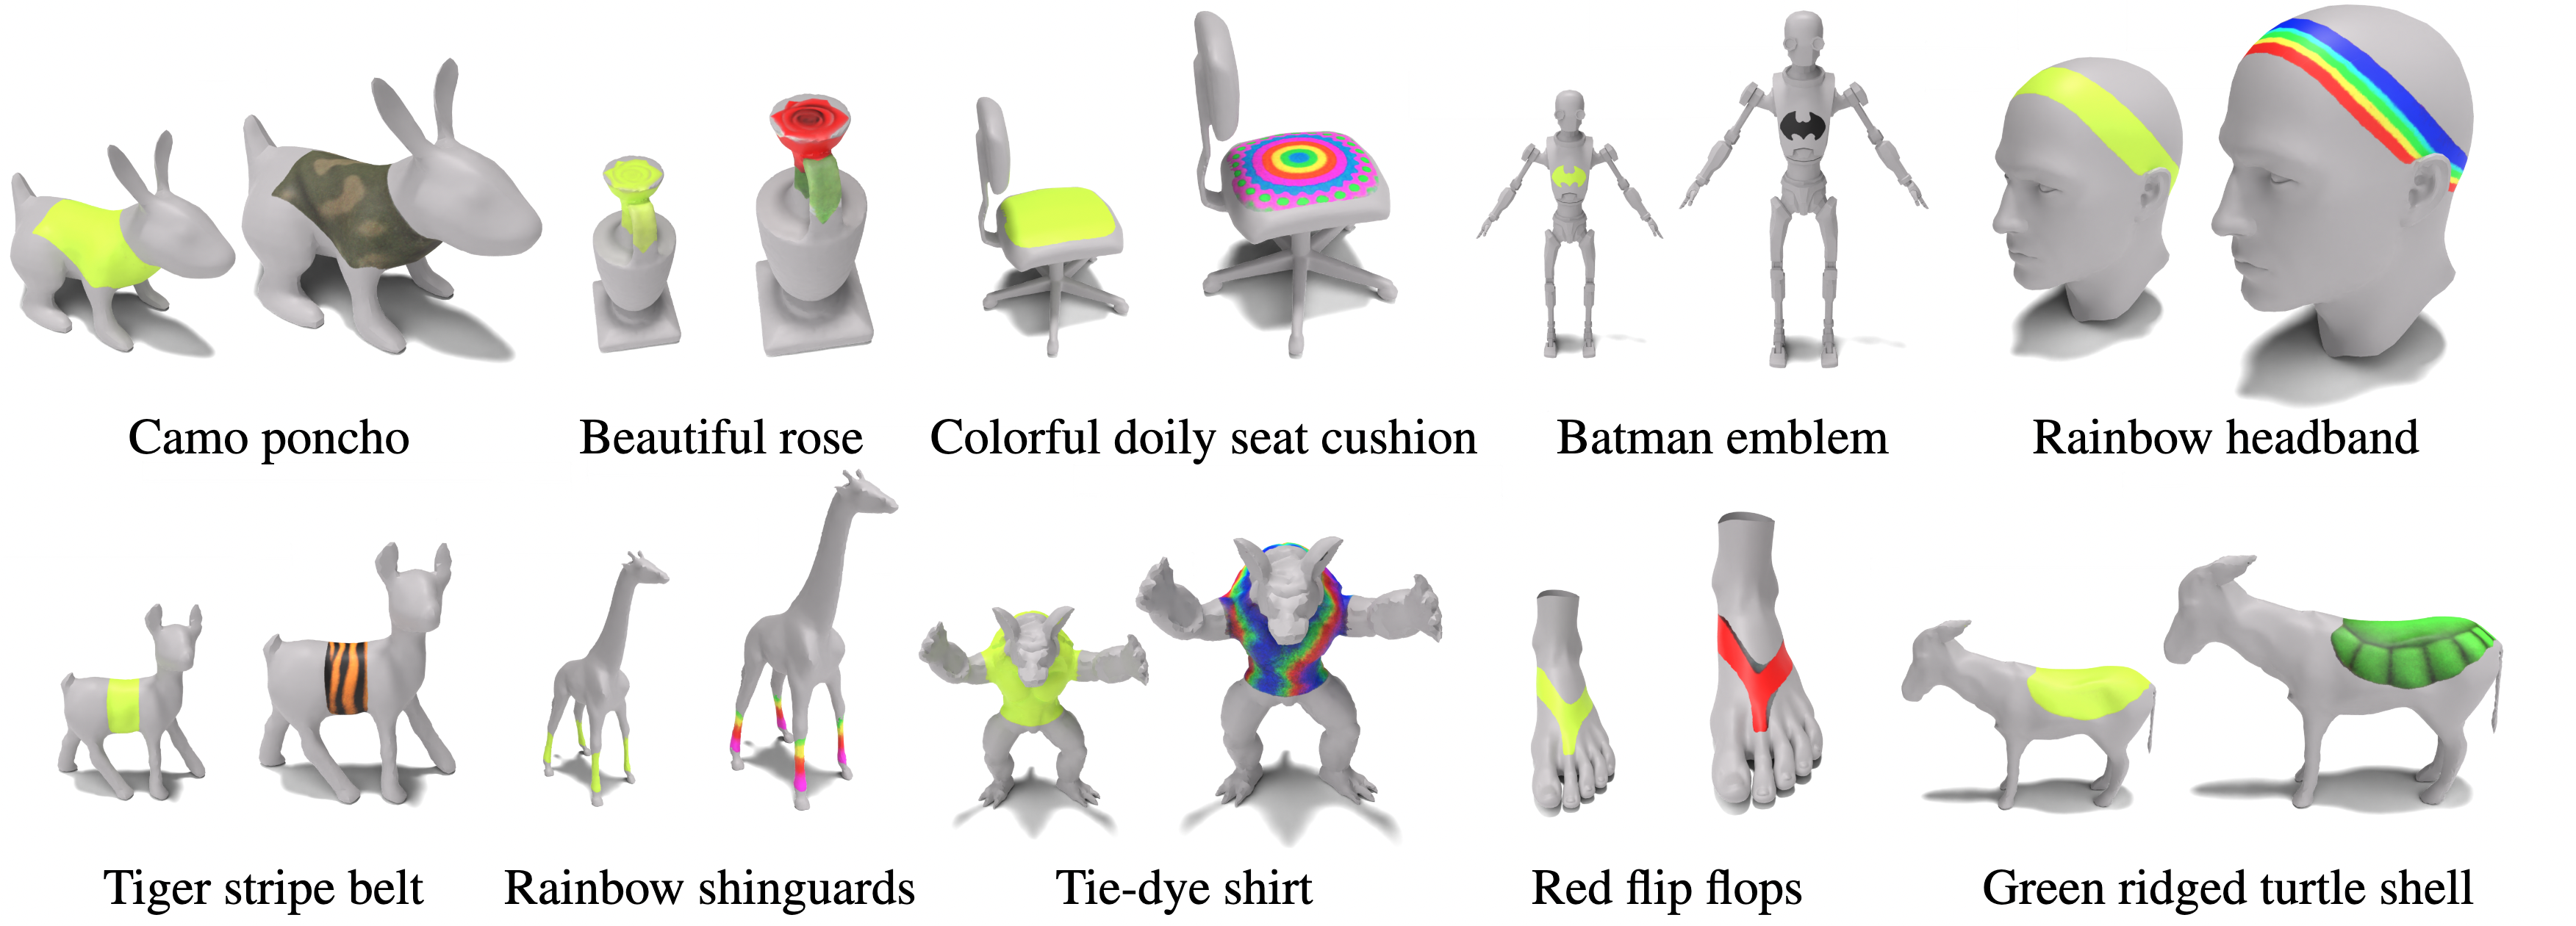 Camo poncho
Beautiful rose
Colorful doily seat cushion
Batman emblem
Rainbow headband
Tiger stripe belt
Rainbow shinguards
Tie-dye shirt
Red flip flops
Green ridged turtle shell